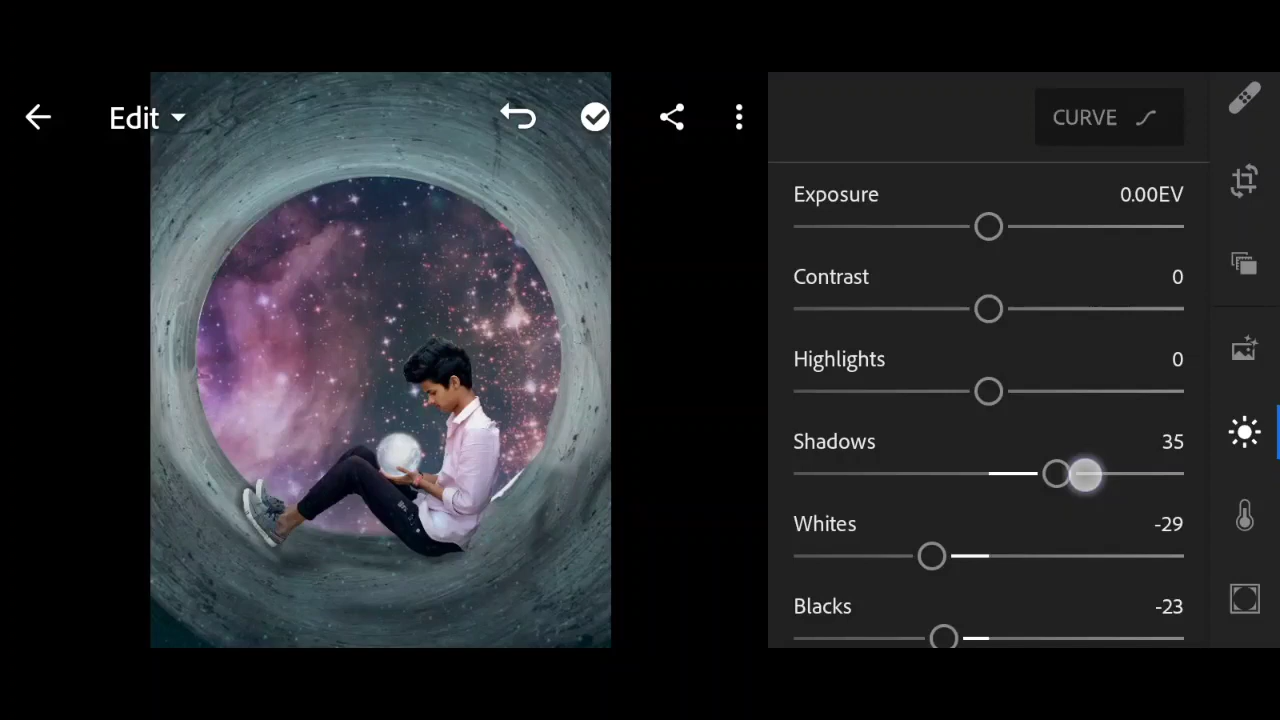 Edit
CURVE
Exposure 0.00EV
Contrast 0
Highlights 0
Shadows 35
Whites -29
Blacks -23